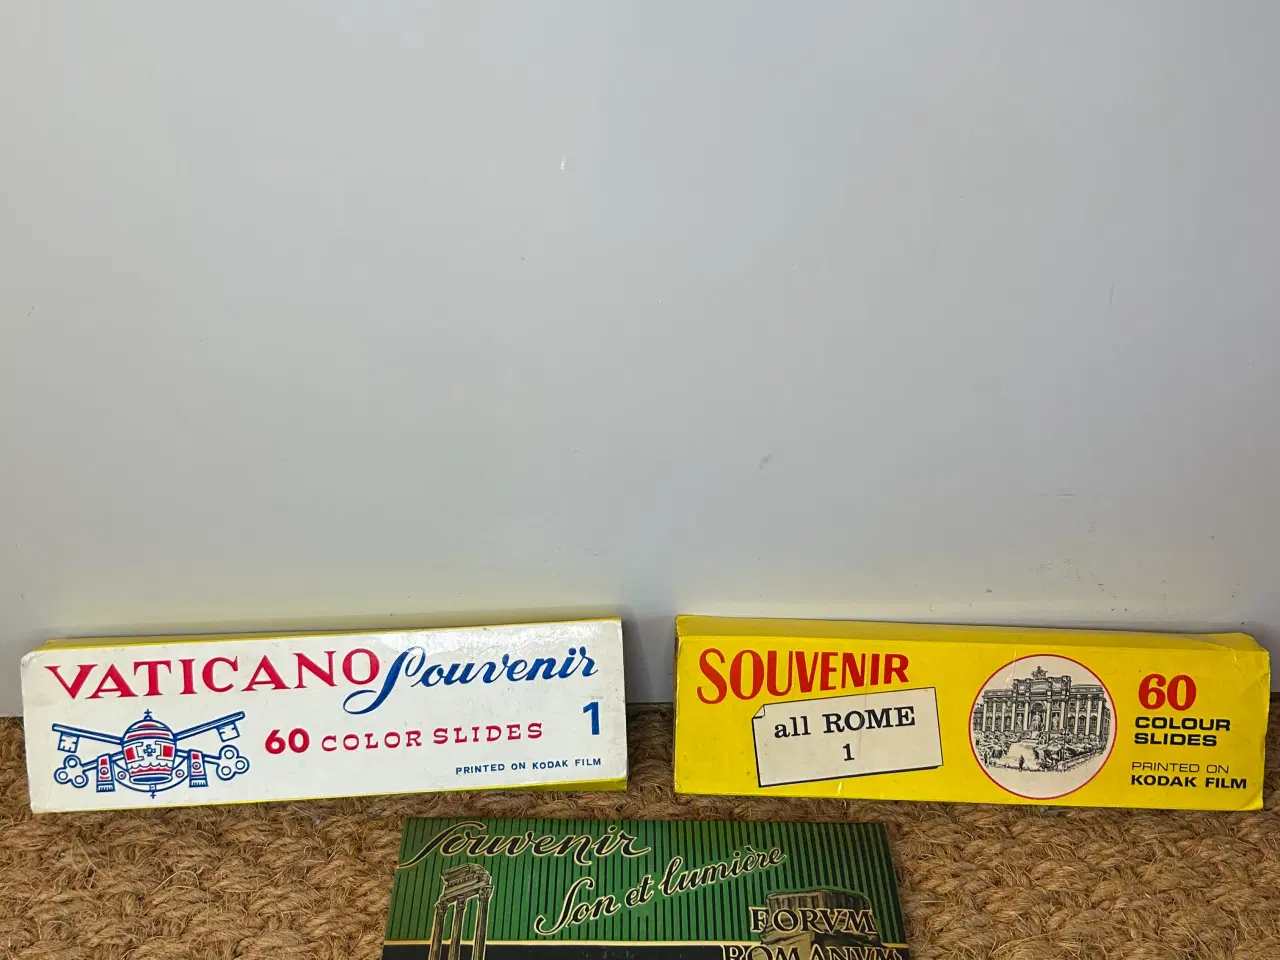 VATICANO Souvenir
60 COLOR SLIDES
1
PRINTED ON KODAK FILM
SOUVENIR
all ROME
1
60
COLOUR
SLIDES
PRINTED ON
KODAK FILM
Souvenir
Son et lumière
FORVM
ROMANVM